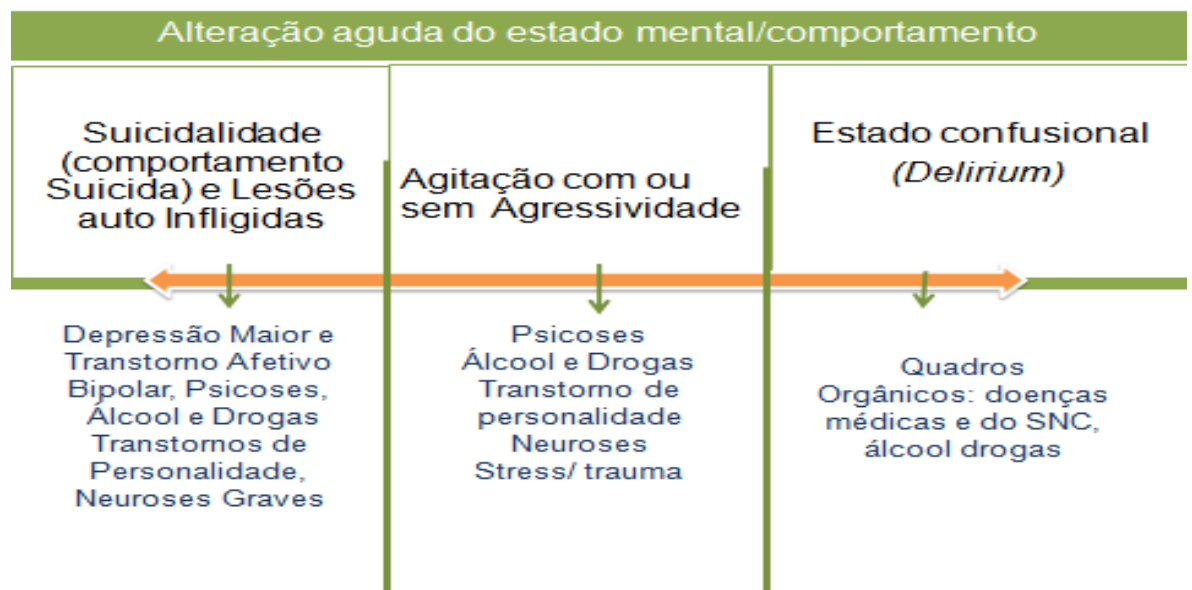 Alteração aguda do estado mental/comportamento
Suicidalidade
(comportamento
Suicida) e Lesões
auto Infligidas
Agitação com ou
sem Agressividade
Estado confusional
(Delirium)
Depressão Maior e
Transtorno Afetivo
Bipolar, Psicoses,
Álcool e Drogas
Transtornos de
Personalidade,
Neuroses Graves
Psicoses
Álcool e Drogas
Transtorno de
personalidade
Neuroses
Stress/ trauma
Quadros
Orgânicos: doenças
médicas e do SNC,
álcool drogas